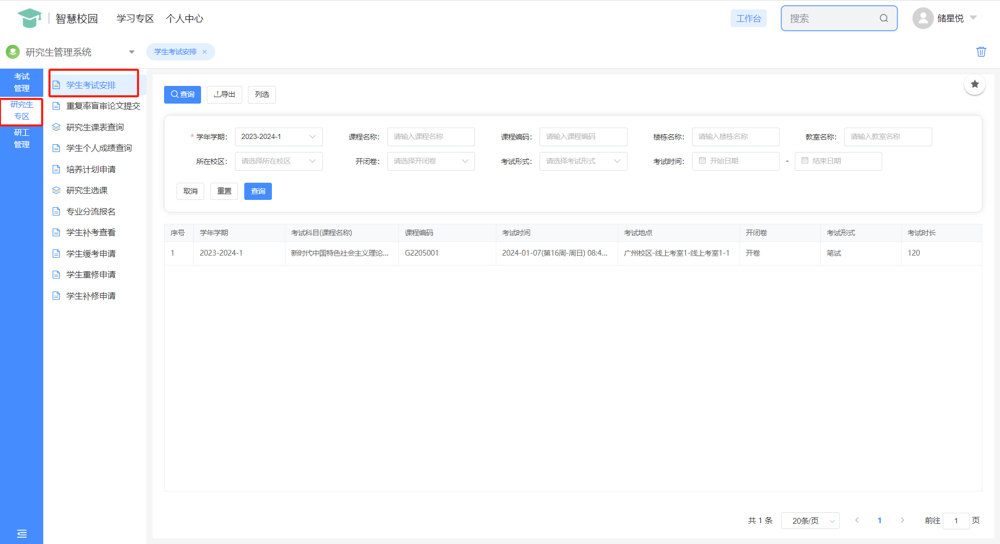 智慧校园 学习专区 个人中心 工作台 搜索 储星悦
研究生管理系统 学生考试安排 ×
考试
管理
研究生
专区
研工
管理
学生考试安排
重复率盲审论文提交
研究生课表查询
学生个人成绩查询
培养计划申请
研究生选课
专业分流报名
学生补考查看
学生缓考申请
学生重修申请
学生补修申请
查询 导出 列选
* 学年学期: 2023-2024-1 课程名称: 请输入课程名称 课程编码: 请输入课程编码 楼栋名称: 请输入楼栋名称 教室名称: 请输入教室名称
所在校区: 请选择所在校区 开闭卷: 请选择开闭卷 考试形式: 请选择考试形式 考试时间: 开始日期 - 结束日期
取消 重置 查询
序号 学年学期 考试科目(课程名称) 课程编码 考试时间 考试地点 开闭卷 考试形式 考试时长
1 2023-2024-1 新时代中国特色社会主义理论... G2205001 2024-01-07(第16周-周日) 08:4... 广州校区-线上考室1-线上考室1-1 开卷 笔试 120
共 1 条 20条/页 1 前往 1 页